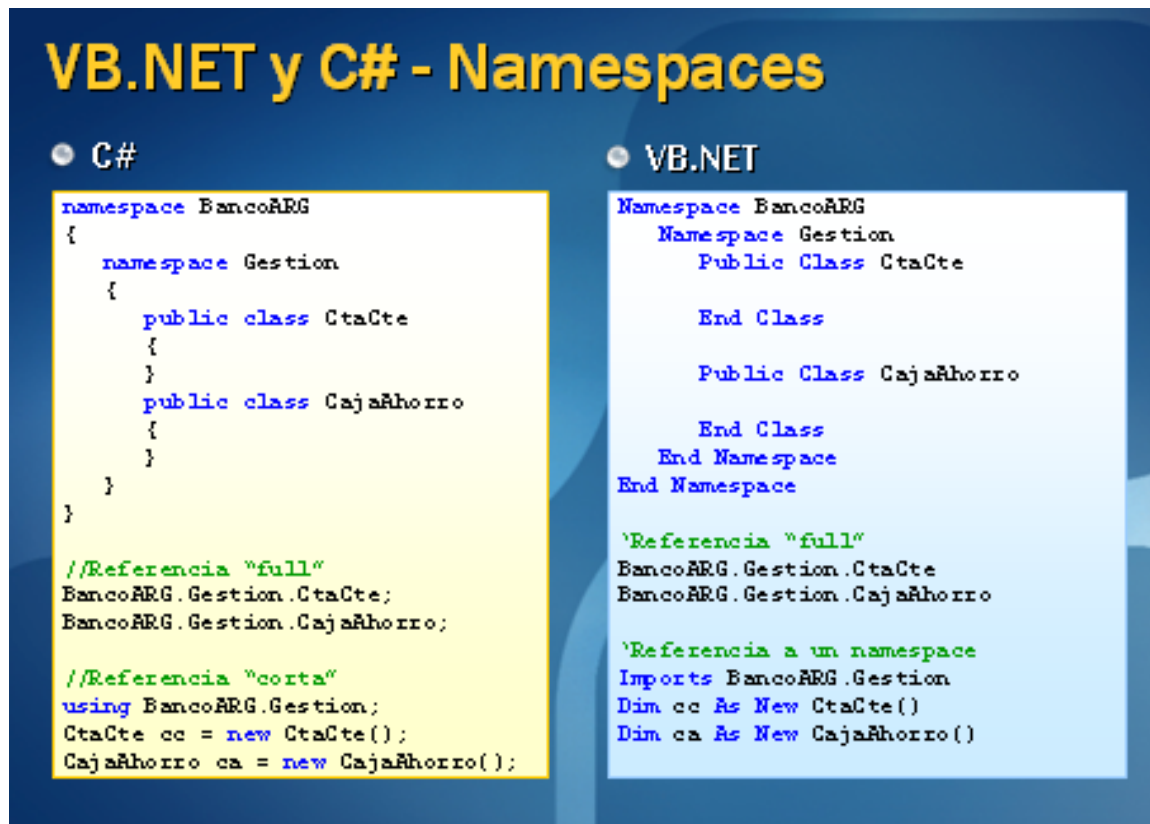 VB.NET y C# - Namespaces
C#
namespace BancoARG
{
namespace Gestion
{
public class CtaCte
{
}
public class CajaAhorro
{
}
}
}
//Referencia “full”
BancoARG.Gestion.CtaCte;
BancoARG.Gestion.CajaAhorro;
//Referencia “corta”
using BancoARG.Gestion;
CtaCte cc = new CtaCte();
CajaAhorro ca = new CajaAhorro();
VB.NET
Namespace BancoARG
Namespace Gestion
Public Class CtaCte
End Class
Public Class CajaAhorro
End Class
End Namespace
End Namespace
‘Referencia “full”
BancoARG.Gestion.CtaCte
BancoARG.Gestion.CajaAhorro
‘Referencia a un namespace
Imports BancoARG.Gestion
Dim cc As New CtaCte()
Dim ca As New CajaAhorro()